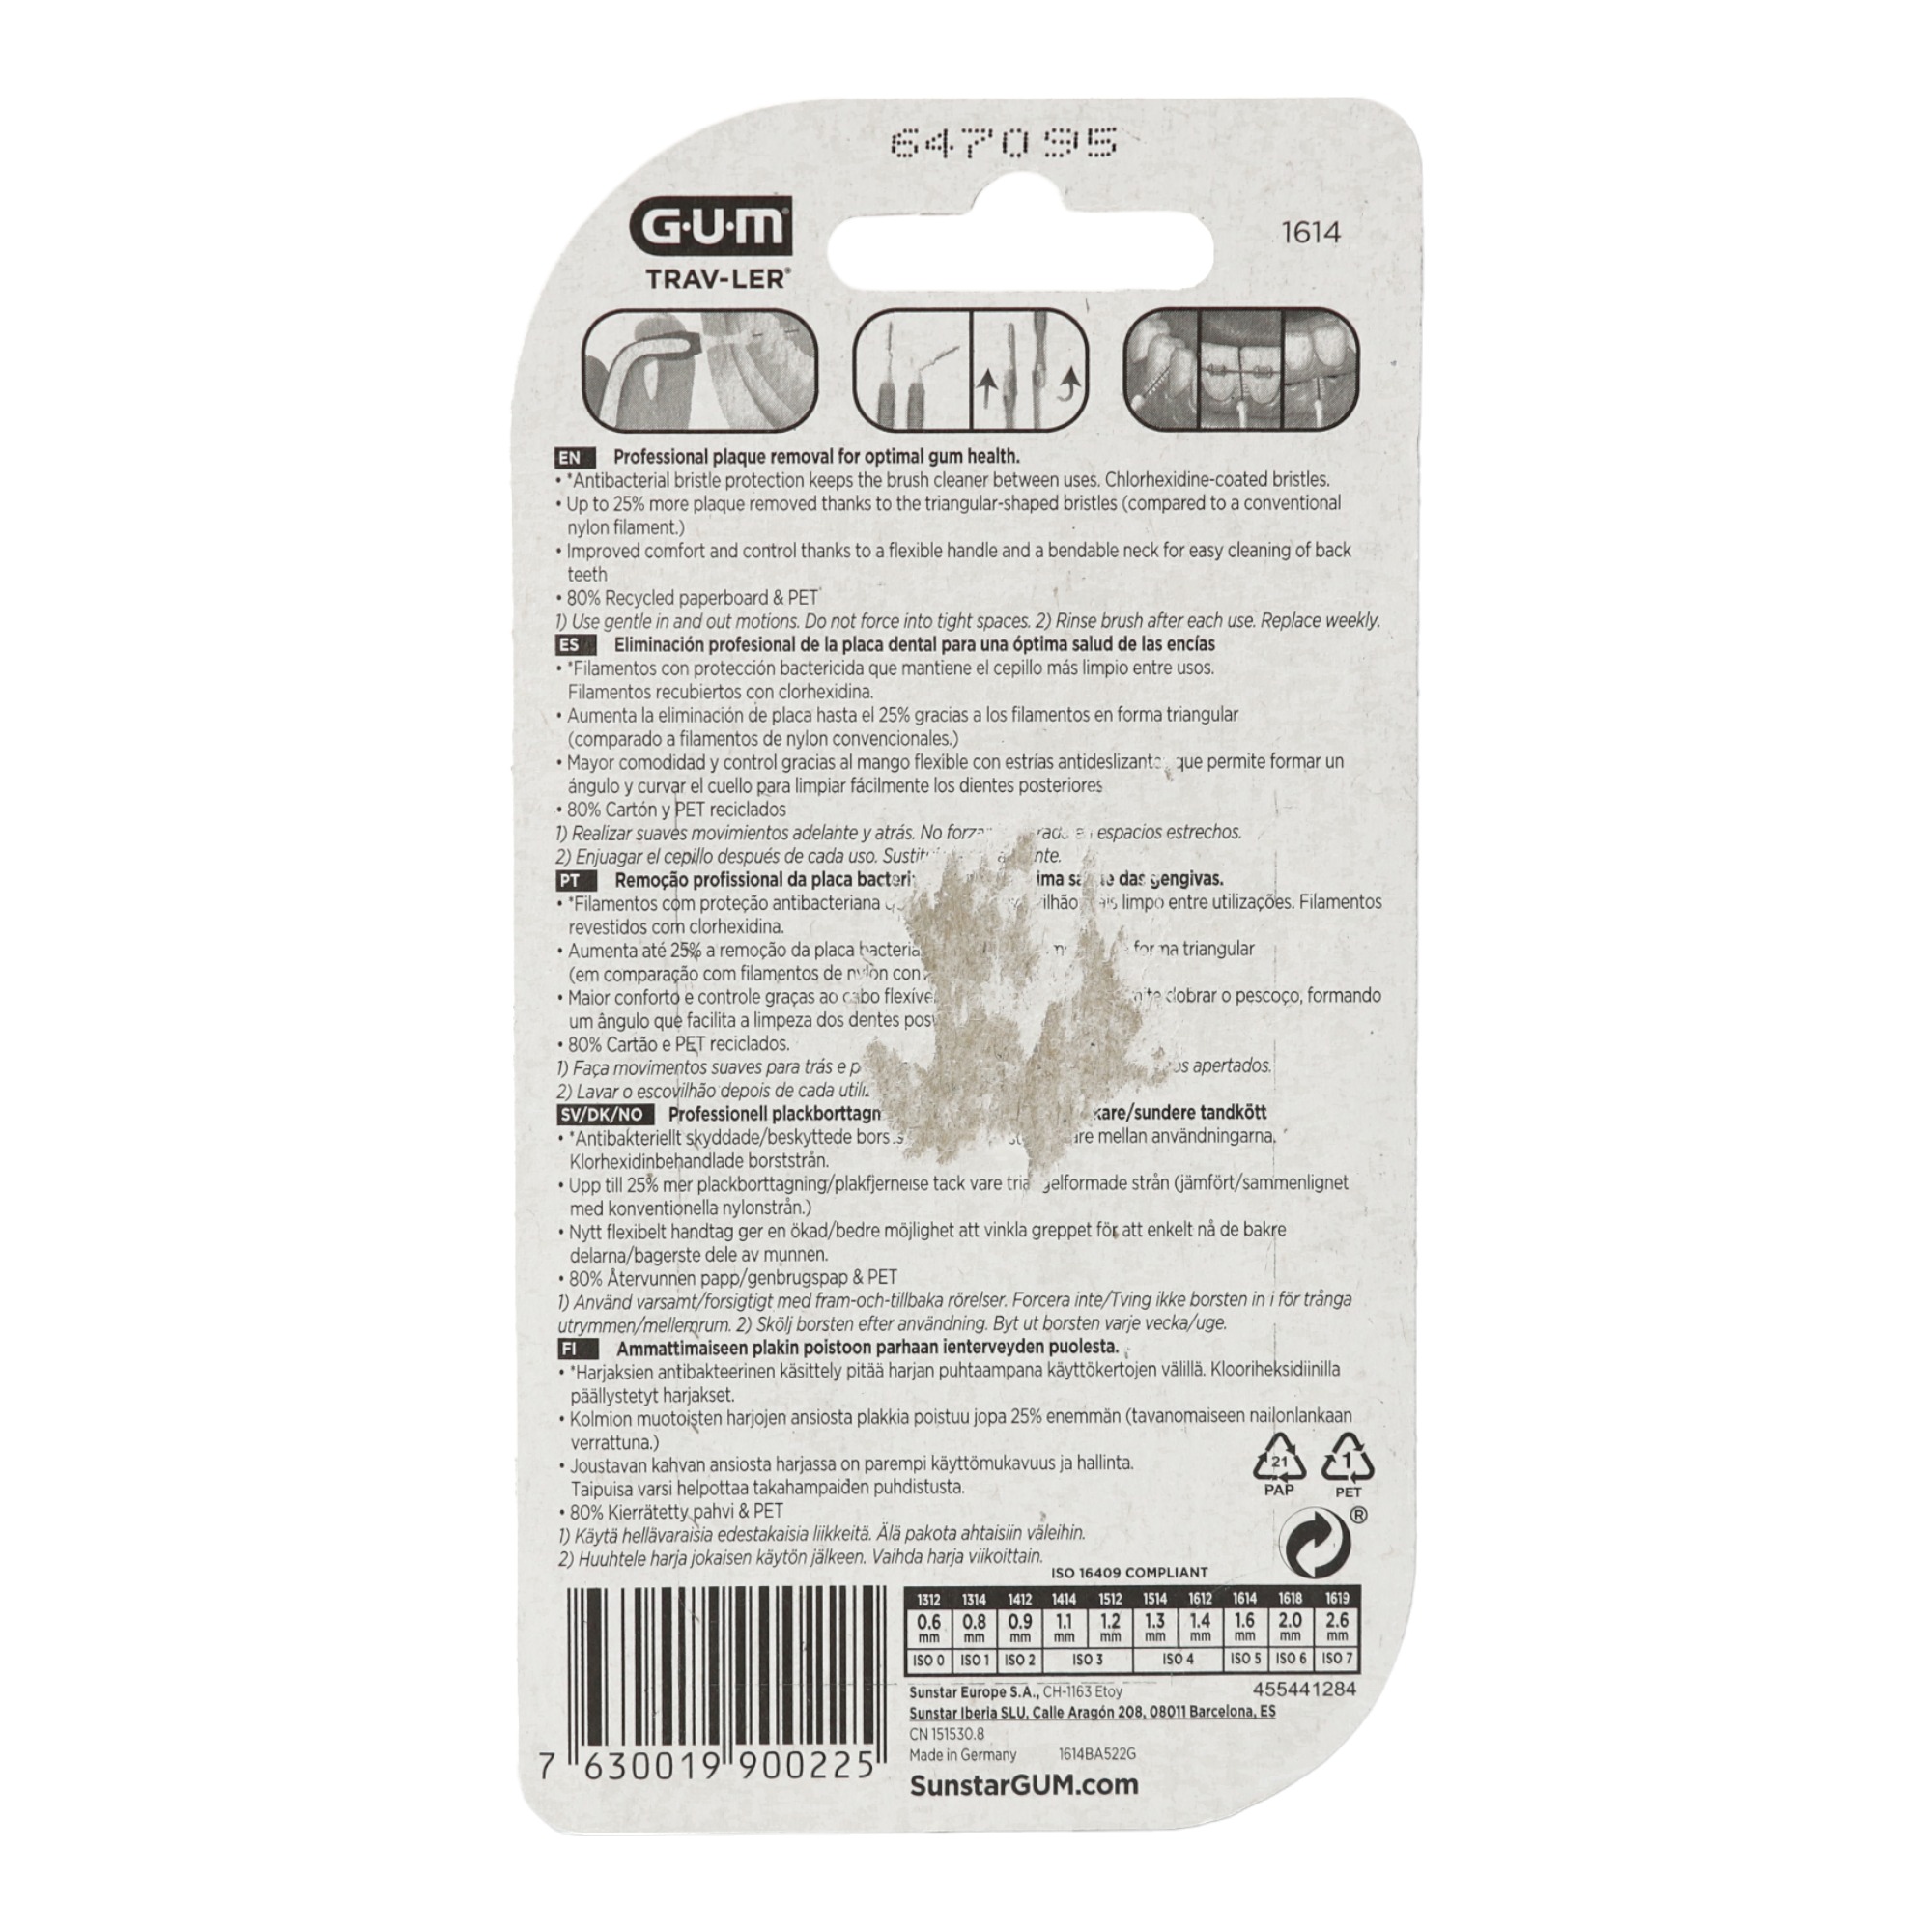 647095
G·U·M®
TRAV-LER®
1614
EN Professional plaque removal for optimal gum health.
• *Antibacterial bristle protection keeps the brush cleaner between uses. Chlorhexidine-coated bristles.
• Up to 25% more plaque removed thanks to the triangular-shaped bristles (compared to a conventional
nylon filament.)
• Improved comfort and control thanks to a flexible handle and a bendable neck for easy cleaning of back
teeth
• 80% Recycled paperboard & PET*
1) Use gentle in and out motions. Do not force into tight spaces. 2) Rinse brush after each use. Replace weekly.
ES Eliminación profesional de la placa dental para una óptima salud de las encías
• *Filamentos con protección bactericida que mantiene el cepillo más limpio entre usos.
Filamentos recubiertos con clorhexidina.
• Aumenta la eliminación de placa hasta el 25% gracias a los filamentos en forma triangular
(comparado a filamentos de nylon convencionales.)
• Mayor comodidad y control gracias al mango flexible con estrías que permite formar un
ángulo y curvar el cuello para limpiar fácilmente los dientes posteriores
• 80% Cartón y PET reciclados
1) Realizar suaves movimientos adelante y atrás. No espacios estrechos.
2) Enjuagar el cepillo después de cada uso.
PT Remoção profissional da placa das gengivas.
• *Filamentos com proteção antibacteriana limpo entre utilizações. Filamentos
revestidos com clorhexidina.
• Aumenta até 25% a remoção da placa forma triangular
(em comparação com filamentos de nylon
• Maior conforto e controle graças ao cabo dobrar o pescoço, formando
um ângulo que facilita a limpeza dos dentes
• 80% Cartão e PET reciclados.
1) Faça movimentos suaves para trás e apertados.
2) Lavar o escovilhão depois de cada
SV/DK/NO Professionell tandkött
• *Antibakteriellt skyddade/beskyttede mellan användningarna.
Klorhexidinbehandlade borststrån.
• Upp till 25% mer plackborttagning/plakfjernelse tack vare strån (jämfört/sammenlignet
med konventionella nylonstrån.)
• Nytt flexibelt handtag ger en ökad/bedre möjlighet att vinkla greppet för att enkelt nå de bakre
delarna/bagerste dele av munnen.
• 80% Återvunnen papp/genbrugspap & PET
1) Använd varsamt/forsigtigt med fram-och-tillbaka rörelser. Forcera inte/Tving ikke borsten in i för trånga
utrymmen/mellemrum. 2) Skölj borsten efter användning. Byt ut borsten varje vecka/uge.
FI Ammattimaiseen plakin poistoon parhaan ienterveyden puolesta.
• *Harjaksien antibakteerinen käsittely pitää harjan puhtaampana käyttökertojen välillä. Klooriheksidiinilla
päällystetyt harjakset.
• Kolmion muotoisten harjojen ansiosta plakkia poistuu jopa 25% enemmän (tavanomaiseen nailonlankaan
verrattuna.)
• Joustavan kahvan ansiosta harjassa on parempi käyttömukavuus ja hallinta.
Taipuisa varsi helpottaa takahampaiden puhdistusta.
• 80% Kierrätetty pahvi & PET
1) Käytä hellävaraisia edestakaisia liikkeitä. Älä pakota ahtaisiin väleihin.
2) Huuhtele harja jokaisen käytön jälkeen. Vaihda harja viikoittain.
21 1
PAP PET
®
ISO 16409 COMPLIANT
1312 1314 1412 1414 1512 1514 1612 1614 1618 1619
0.6 0.8 0.9 1.1 1.2 1.3 1.4 1.6 2.0 2.6
mm mm mm mm mm mm mm mm mm mm
ISO 0 ISO 1 ISO 2 ISO 3 ISO 4 ISO 5 ISO 6 ISO 7
Sunstar Europe S.A., CH-1163 Etoy 455441284
Sunstar Iberia SLU, Calle Aragón 208, 08011 Barcelona, ES
CN 151530.8
Made in Germany 1614BA522G
SunstarGUM.com
7 630019 900225